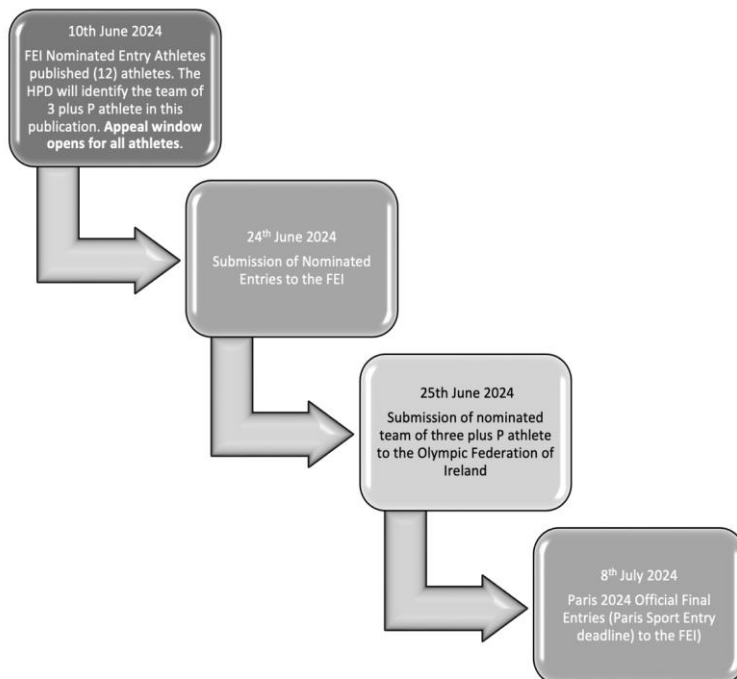 10th June 2024
FEI Nominated Entry Athletes
published (12) athletes. The
HPD will identify the team of
3 plus P athlete in this
publication. Appeal window
opens for all athletes.
24th June 2024
Submission of Nominated
Entries to the FEI
25th June 2024
Submission of nominated
team of three plus P athlete
to the Olympic Federation of
Ireland
8th July 2024
Paris 2024 Official Final
Entries (Paris Sport Entry
deadline) to the FEI)